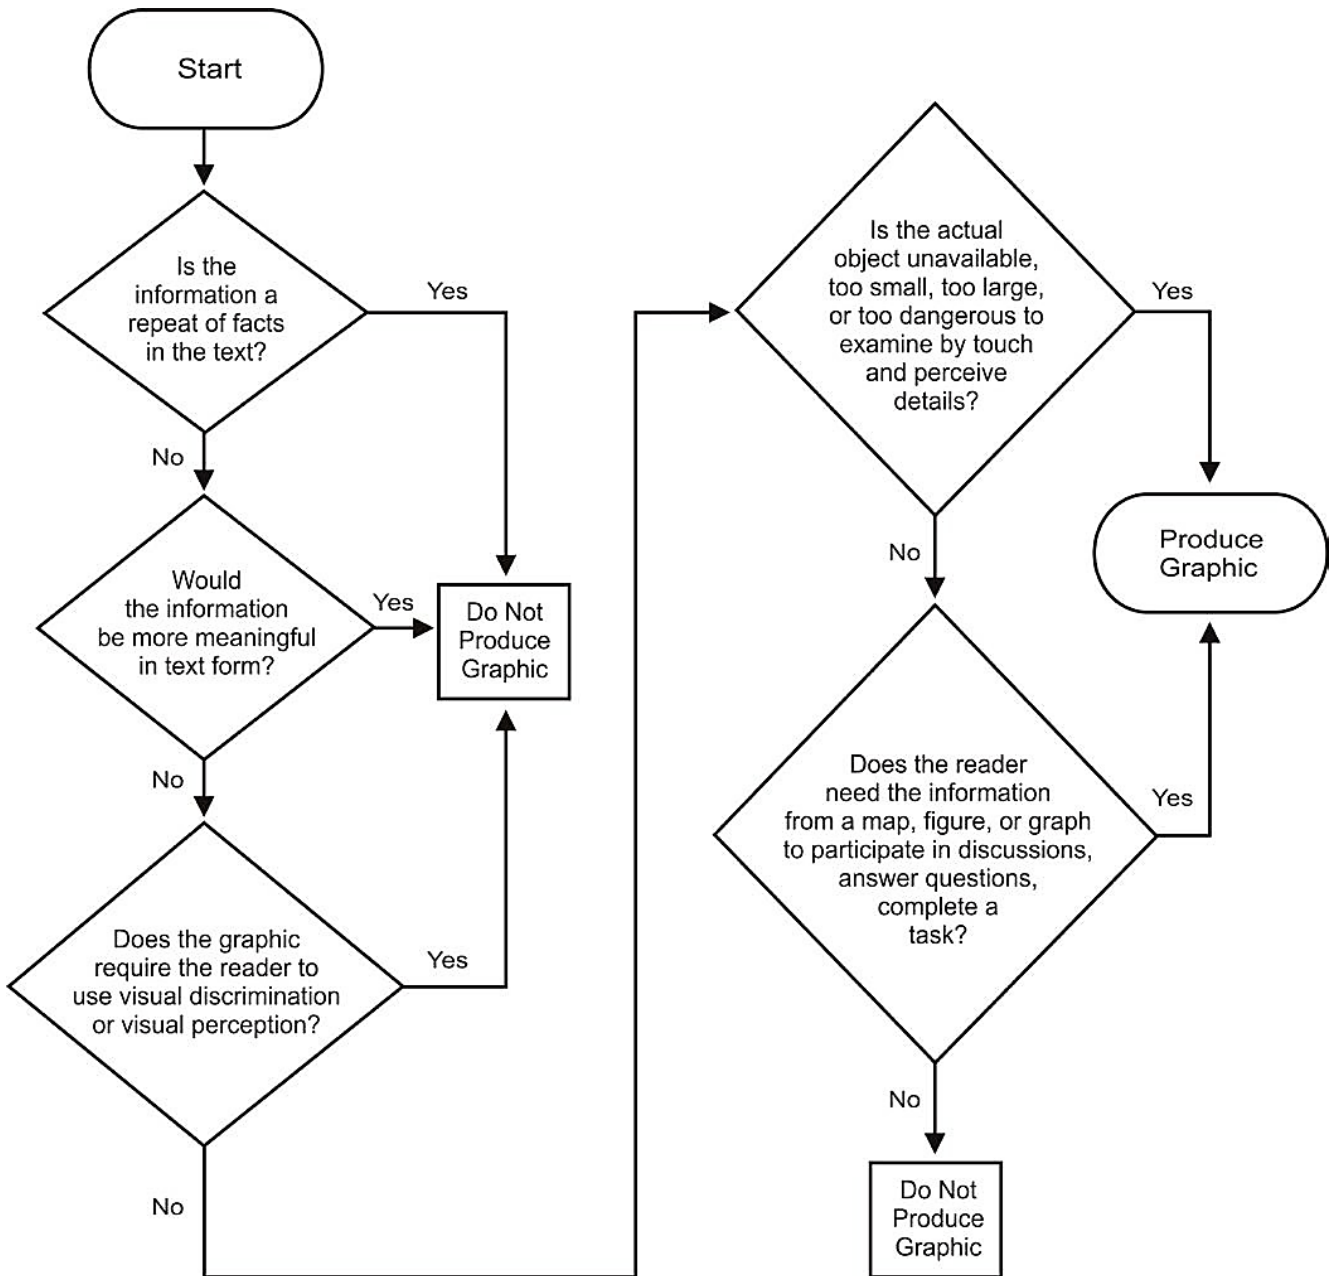 Start
Is the
information a
repeat of facts
in the text?
Yes
No
Would
the information
be more meaningful
in text form?
Yes
Do Not
Produce
Graphic
No
Does the graphic
require the reader to
use visual discrimination
or visual perception?
Yes
No
Is the actual
object unavailable,
too small, too large,
or too dangerous to
examine by touch
and perceive
details?
Yes
Produce
Graphic
No
Does the reader
need the information
from a map, figure, or graph
to participate in discussions,
answer questions,
complete a
task?
Yes
No
Do Not
Produce
Graphic